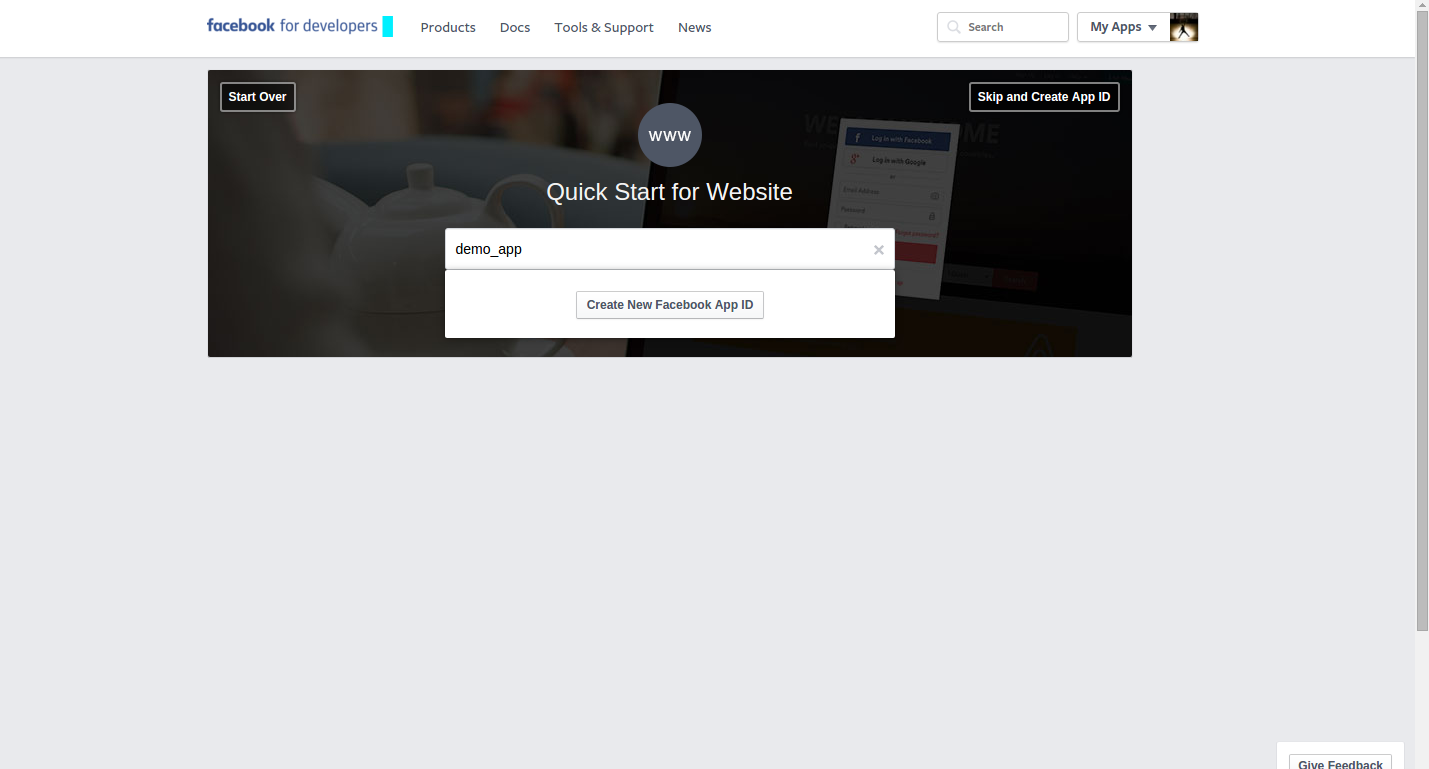 facebook for developers
Products
Docs
Tools & Support
News
Search
My Apps
Start Over
Skip and Create App ID
www
Quick Start for Website
Log in with Facebook
Log in with Google
Email Address
Password
demo_app
Create New Facebook App ID
Give Feedback